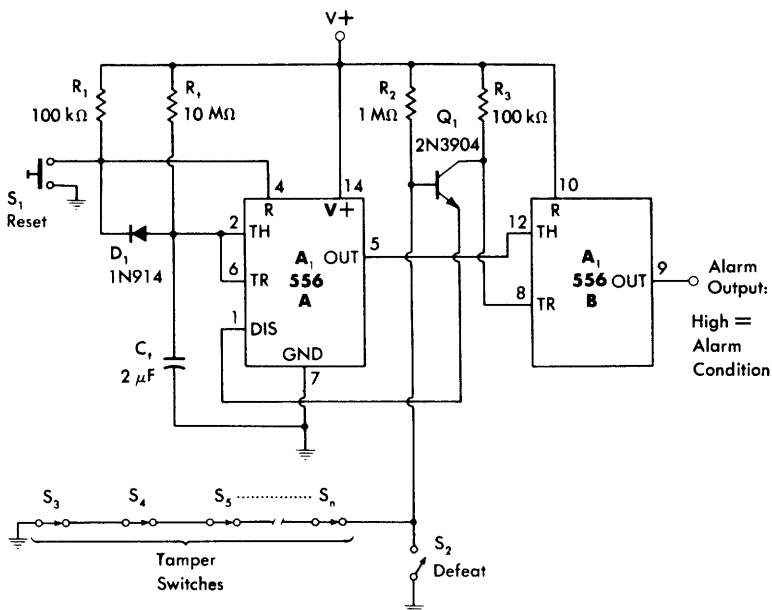 V+
R₁
100 kΩ
Rₜ
10 MΩ
R₂
1 MΩ
Q₁
2N3904
R₃
100 kΩ
S₁
Reset
D₁
1N914
Cₜ
2 μF
4
14
R
V+
2
TH
6
TR
1
DIS
A₁
556
A
OUT
5
GND
7
10
R
12
TH
8
TR
A₁
556
B
OUT
9
Alarm
Output:
High =
Alarm
Condition
S₃
S₄
S₅
Sₙ
Tamper
Switches
S₂
Defeat